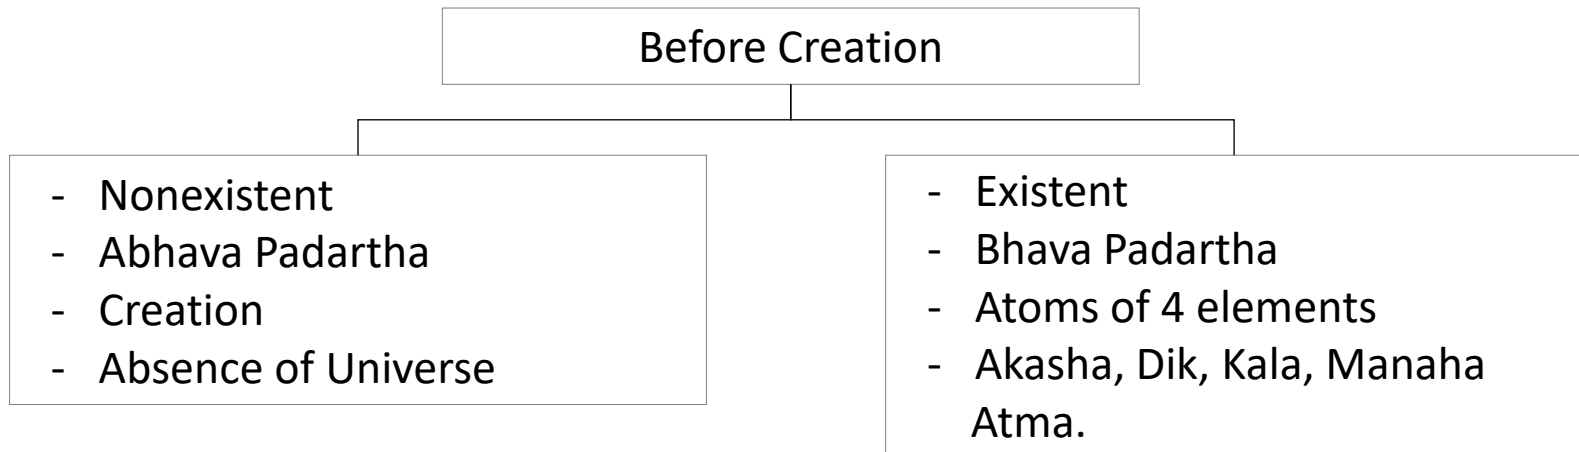 Before Creation
- Nonexistent
- Abhava Padartha
- Creation
- Absence of Universe
- Existent
- Bhava Padartha
- Atoms of 4 elements
- Akasha, Dik, Kala, Manaha
Atma.